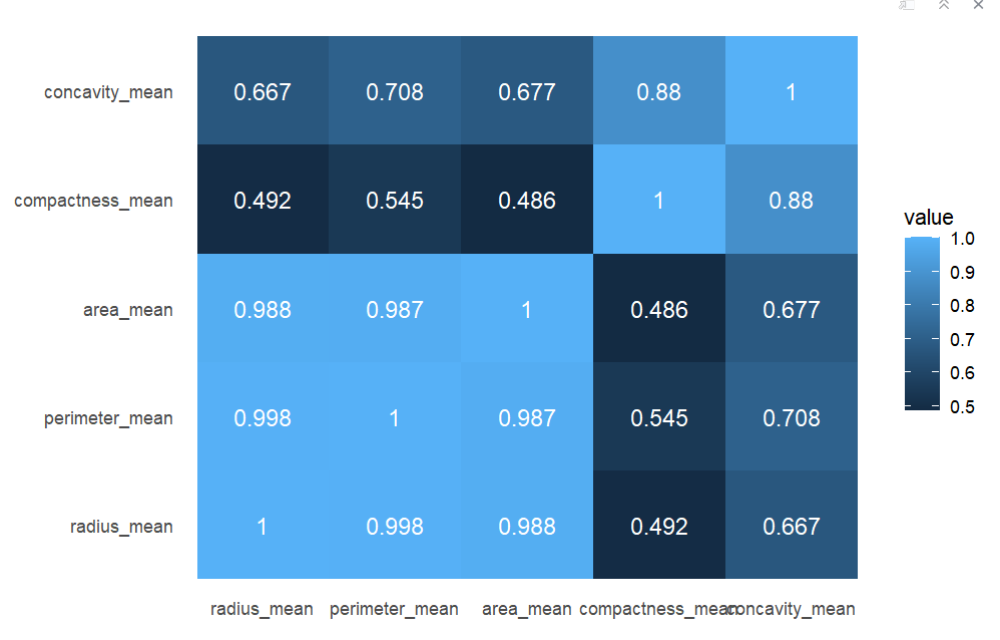 concavity_mean 0.667 0.708 0.677 0.88 1
compactness_mean 0.492 0.545 0.486 1 0.88
value
1.0
0.9
0.8
0.7
0.6
0.5
area_mean 0.988 0.987 1 0.486 0.677
perimeter_mean 0.998 1 0.987 0.545 0.708
radius_mean 1 0.998 0.988 0.492 0.667
radius_mean perimeter_mean area_mean compactness_mean concavity_mean